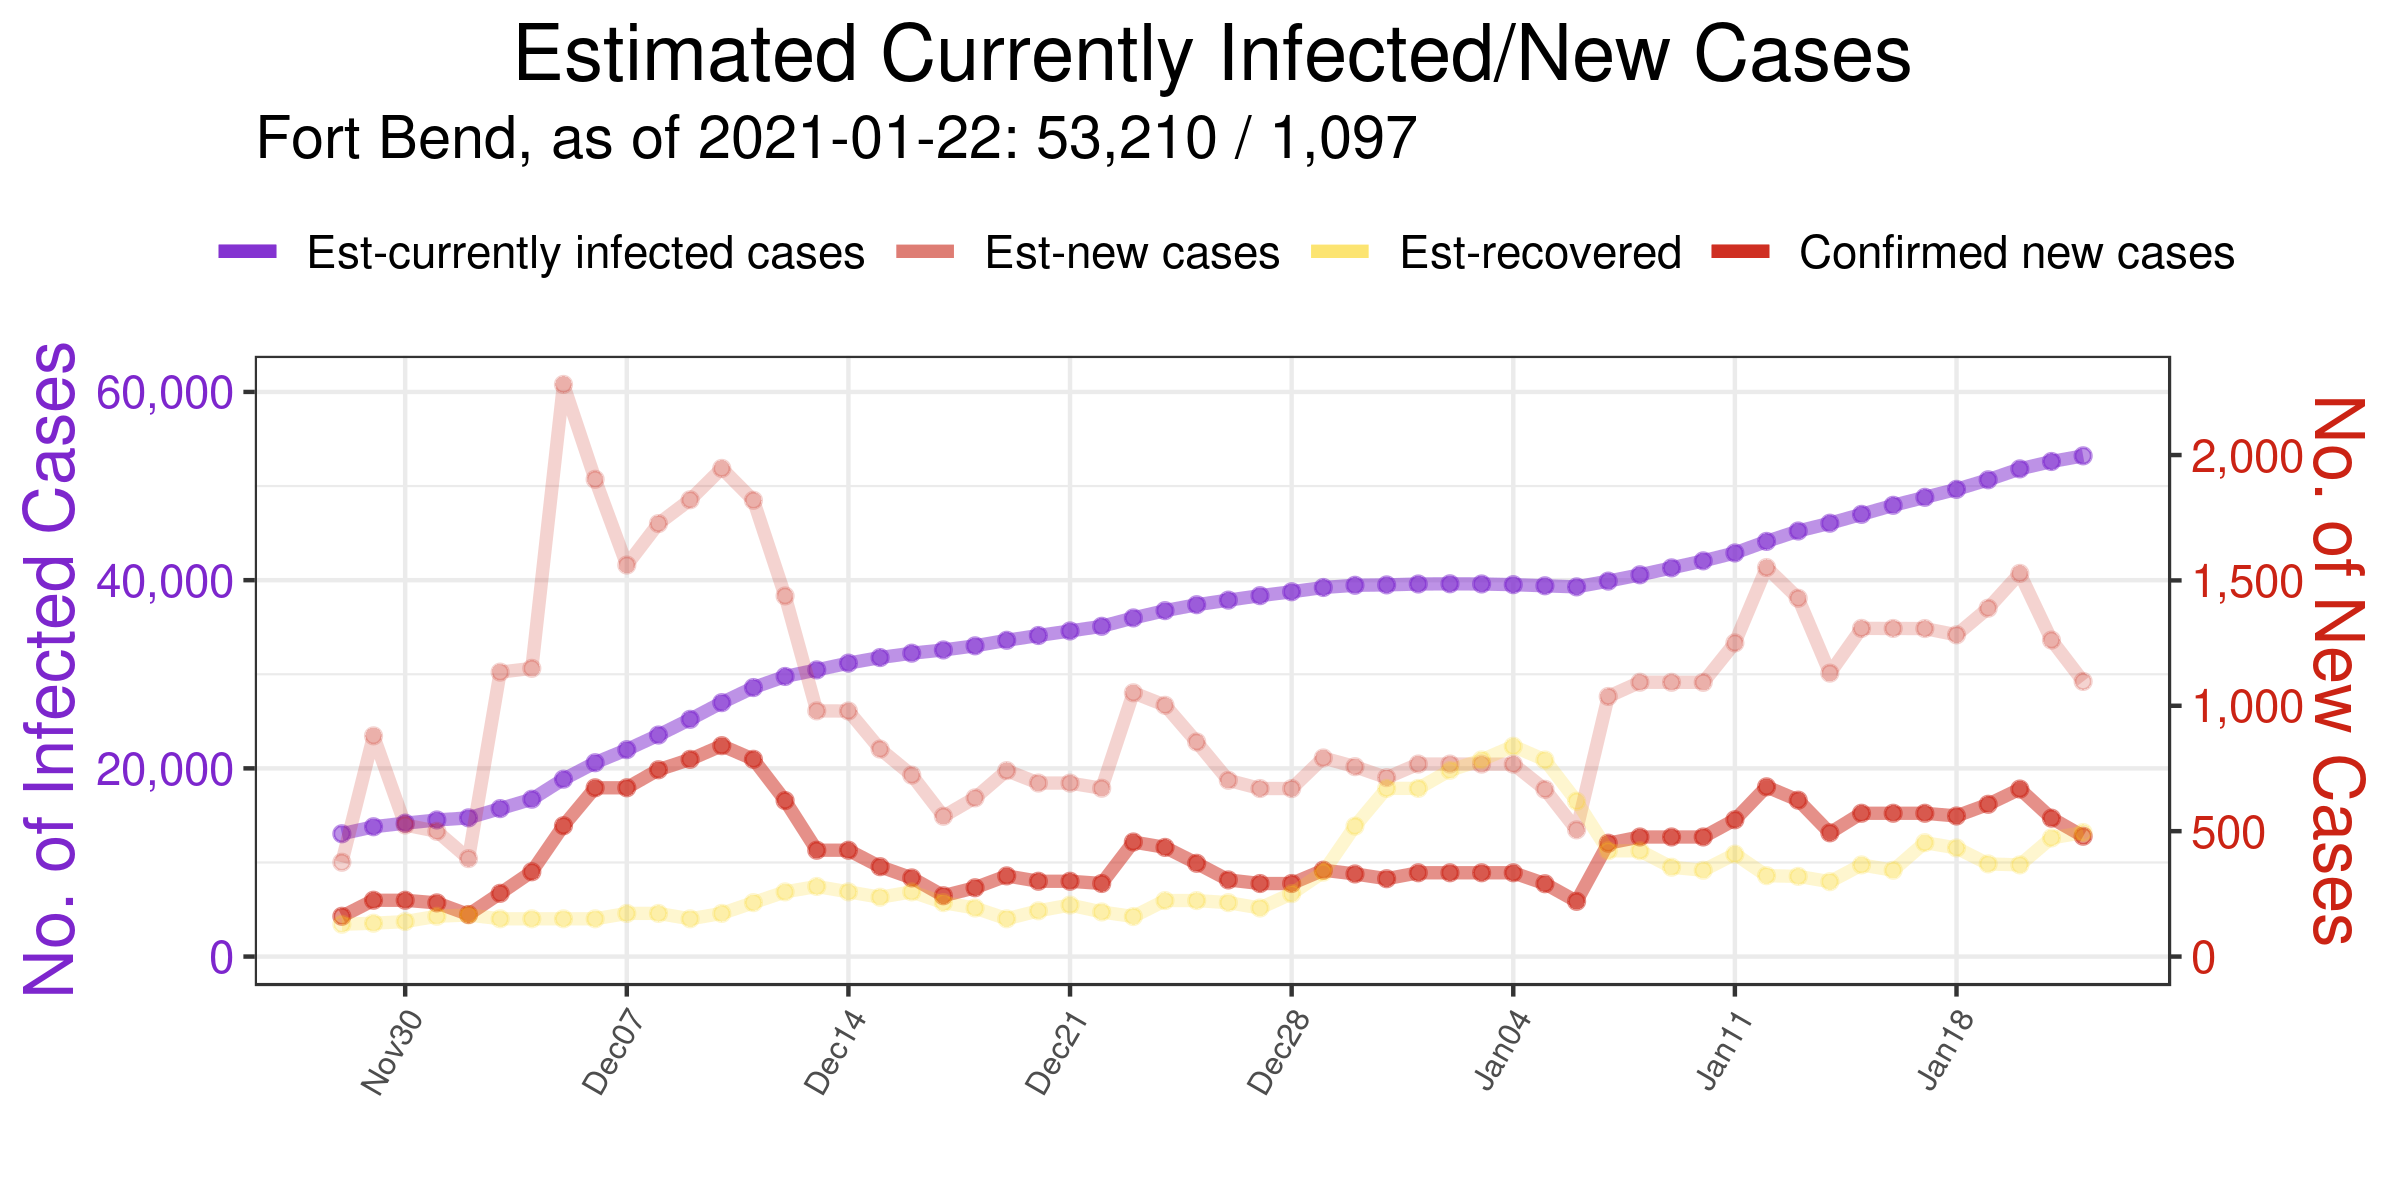 Estimated Currently Infected/New Cases
Fort Bend, as of 2021-01-22: 53,210 / 1,097
Est-currently infected cases Est-new cases Est-recovered Confirmed new cases
No. of Infected Cases
60,000
40,000
20,000
0
2,000
1,500
1,000
500
0
No. of New Cases
Nov30 Dec07 Dec14 Dec21 Dec28 Jan04 Jan11 Jan18